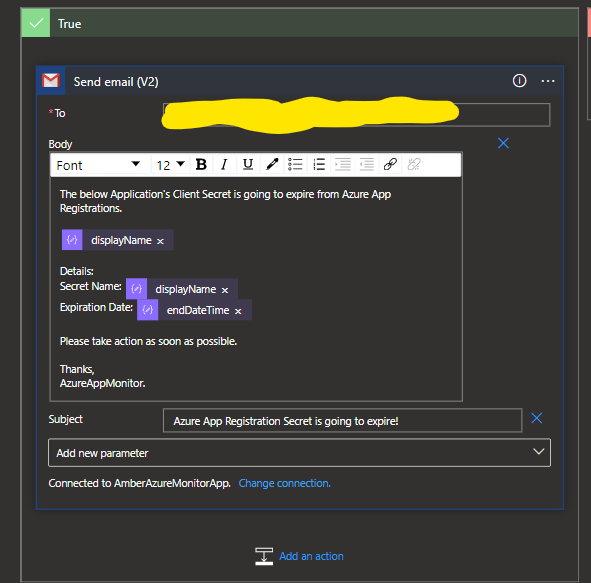 True
Send email (V2)
*To
Body
Font 12 B I U
The below Application's Client Secret is going to expire from Azure App
Registrations.
displayName ×
Details:
Secret Name: displayName ×
Expiration Date: endDateTime ×
Please take action as soon as possible.
Thanks,
AzureAppMonitor.
Subject Azure App Registration Secret is going to expire!
Add new parameter
Connected to AmberAzureMonitorApp. Change connection.
Add an action